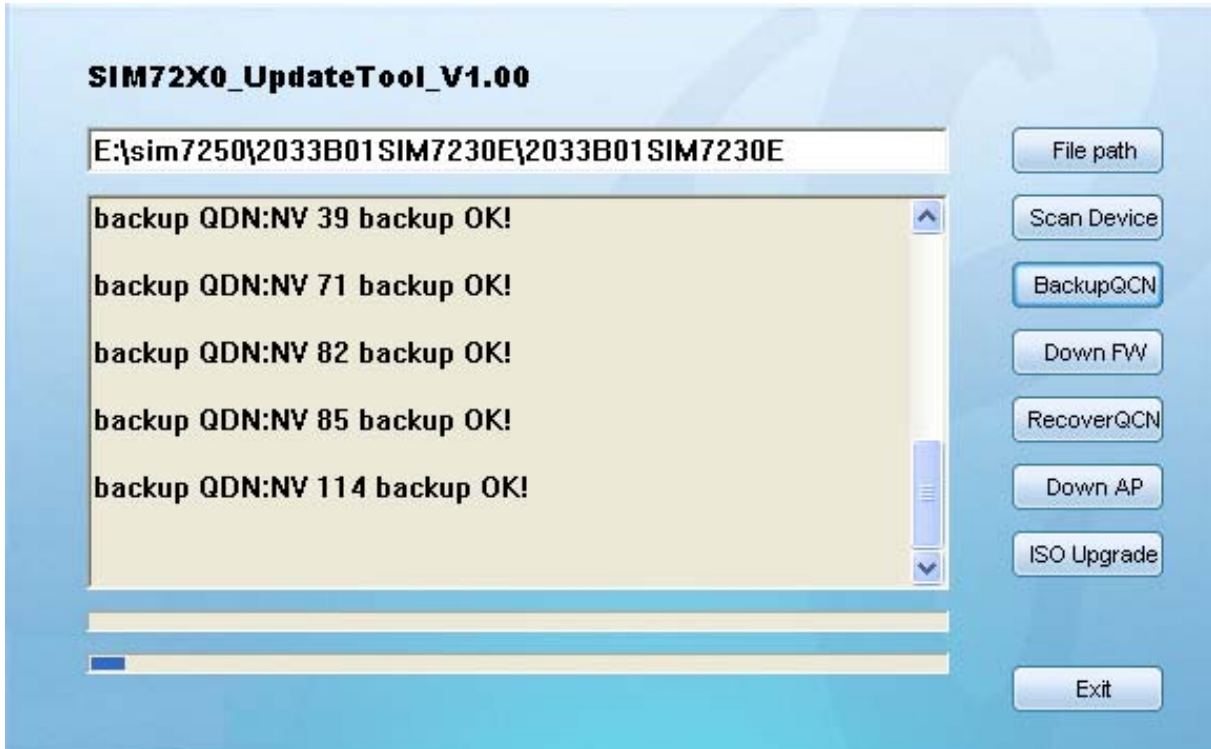 SIM72X0_UpdateTool_V1.00
E:\sim7250\2033B01SIM7230E\2033B01SIM7230E
File path
backup QDN:NV 39 backup OK!
Scan Device
backup QDN:NV 71 backup OK!
BackupQCN
backup QDN:NV 82 backup OK!
Down FW
backup QDN:NV 85 backup OK!
RecoverQCN
backup QDN:NV 114 backup OK!
Down AP
ISO Upgrade
Exit